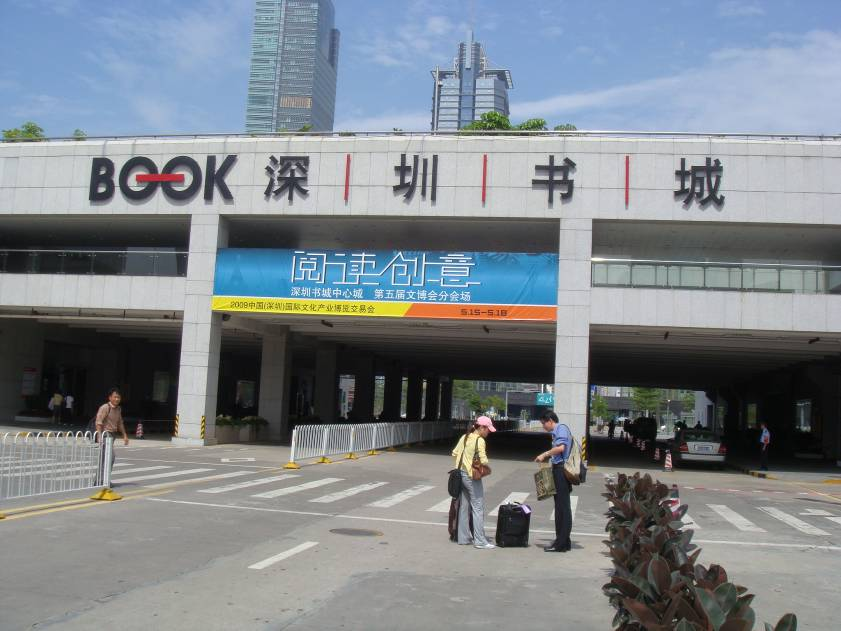 BOOK 深圳书城
阅读创意
深圳书城中心城 第五届文博会分会场
2009中国(深圳)国际文化产业博览交易会 5.15-5.18